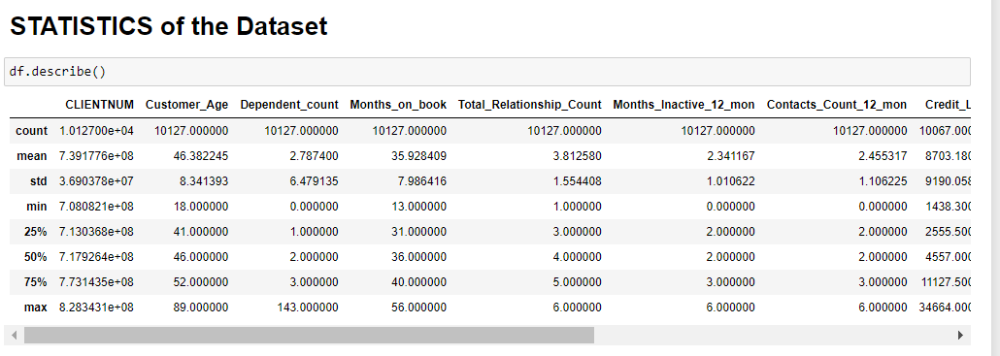 STATISTICS of the Dataset
df.describe()
CLIENTNUM Customer_Age Dependent_count Months_on_book Total_Relationship_Count Months_Inactive_12_mon Contacts_Count_12_mon Credit_L
count 1.012700e+04 10127.000000 10127.000000 10127.000000 10127.000000 10127.000000 10127.000000 10067.000
mean 7.391776e+08 46.382245 2.787400 35.928409 3.812580 2.341167 2.455317 8703.180
std 3.690378e+07 8.341393 6.479135 7.986416 1.554408 1.010622 1.106225 9190.058
min 7.080821e+08 18.000000 0.000000 13.000000 1.000000 0.000000 0.000000 1438.300
25% 7.130368e+08 41.000000 1.000000 31.000000 3.000000 2.000000 2.000000 2555.500
50% 7.179264e+08 46.000000 2.000000 36.000000 4.000000 2.000000 2.000000 4557.000
75% 7.731435e+08 52.000000 3.000000 40.000000 5.000000 3.000000 3.000000 11127.500
max 8.283431e+08 89.000000 143.000000 56.000000 6.000000 6.000000 6.000000 34664.000